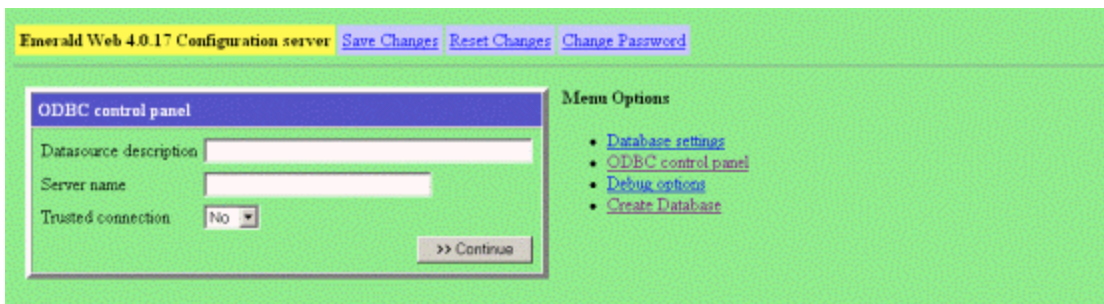 Emerald Web 4.0.17 Configuration server Save Changes Reset Changes Change Password
ODBC control panel
Datasource description
Server name
Trusted connection No
>> Continue
Menu Options
Database settings
ODBC control panel
Debug options
Create Database